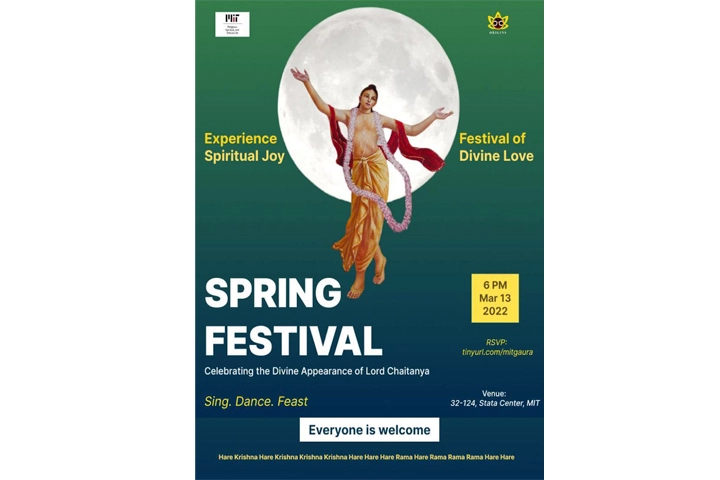 MIT
Experience
Spiritual Joy
Festival of
Divine Love
SPRING
FESTIVAL
6 PM
Mar 13
2022
RSVP:
tinyurl.com/mitgaura
Celebrating the Divine Appearance of Lord Chaitanya
Sing. Dance. Feast
Venue:
32-124, Stata Center, MIT
Everyone is welcome
Hare Krishna Hare Krishna Krishna Krishna Hare Hare Hare Rama Hare Rama Rama Rama Hare Hare